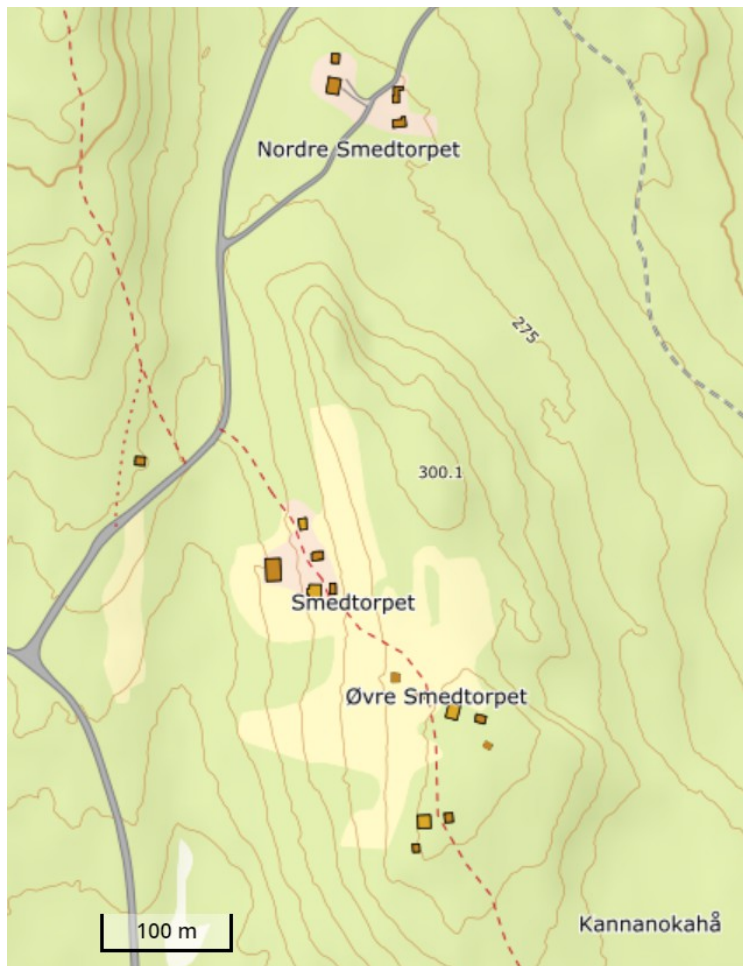 Nordre Smedtorpet
275
300.1
Smedtorpet
Øvre Smedtorpet
Kannanokahå
100 m